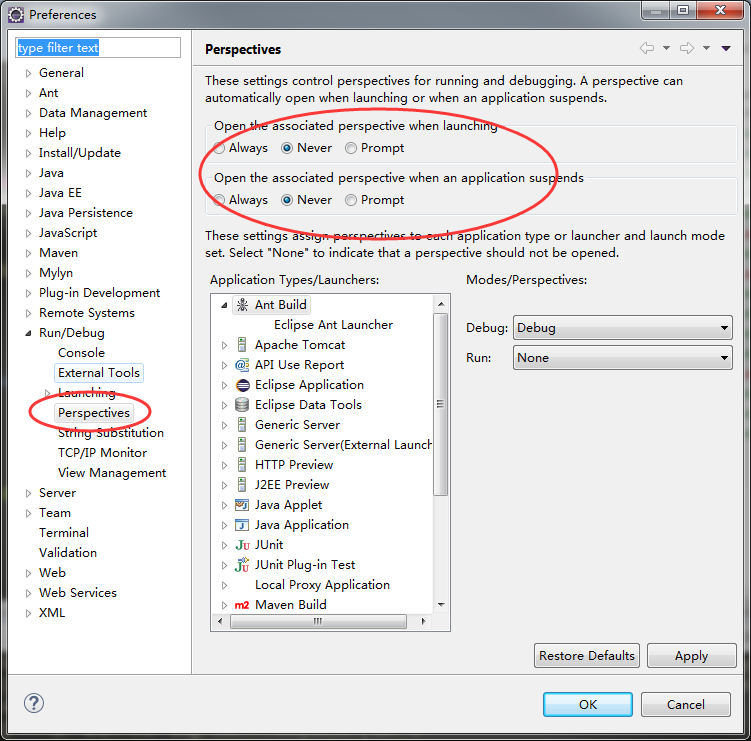 Preferences
type filter text
General
Ant
Data Management
Help
Install/Update
Java
Java EE
Java Persistence
JavaScript
Maven
Mylyn
Plug-in Development
Remote Systems
Run/Debug
Console
External Tools
Launching
Perspectives
String Substitution
TCP/IP Monitor
View Management
Server
Team
Terminal
Validation
Web
Web Services
XML
Perspectives
These settings control perspectives for running and debugging. A perspective can
automatically open when launching or when an application suspends.
Open the associated perspective when launching
Always Never Prompt
Open the associated perspective when an application suspends
Always Never Prompt
These settings assign perspectives to each application type or launcher and launch mode
set. Select "None" to indicate that a perspective should not be opened.
Application Types/Launchers:
Ant Build
Eclipse Ant Launcher
Apache Tomcat
API Use Report
Eclipse Application
Eclipse Data Tools
Generic Server
Generic Server(External Launch
HTTP Preview
J2EE Preview
Java Applet
Java Application
JUnit
JUnit Plug-in Test
Local Proxy Application
m2 Maven Build
Modes/Perspectives:
Debug: Debug
Run: None
Restore Defaults Apply
OK Cancel